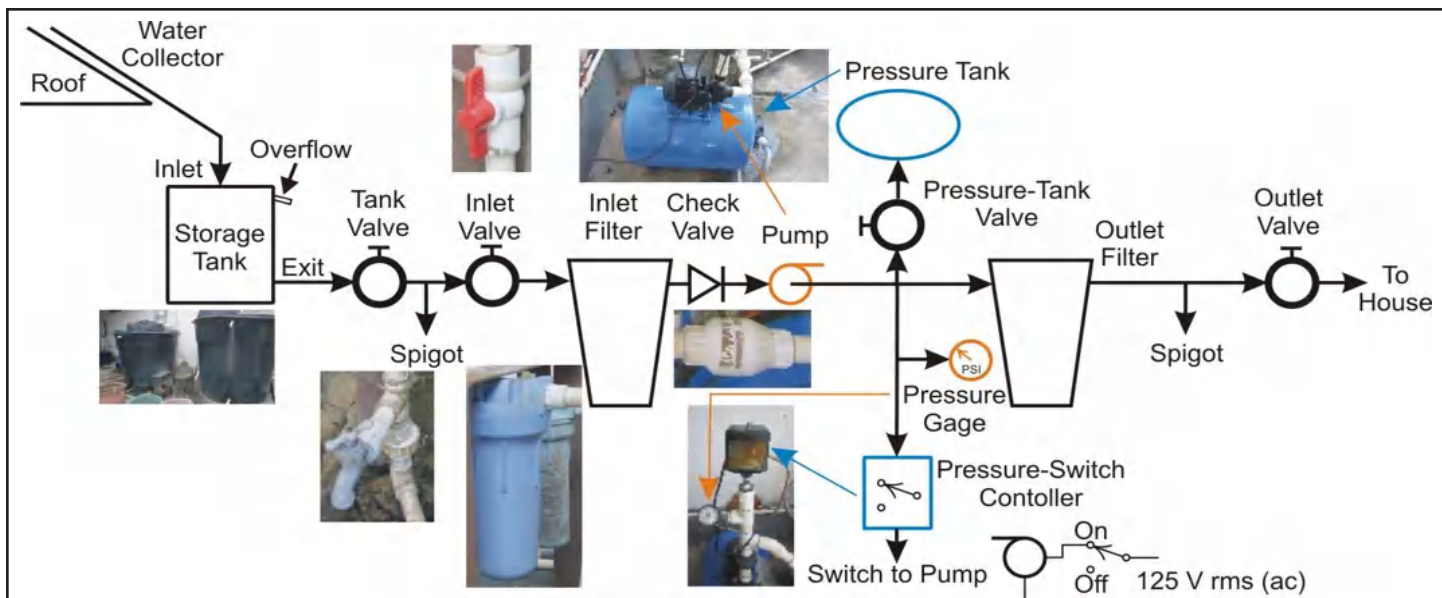 Water
Collector
Roof
Inlet
Overflow
Storage
Tank
Exit
Tank
Valve
Spigot
Inlet
Valve
Inlet
Filter
Check
Valve
Pump
Pressure Tank
Pressure-Tank
Valve
PSI
Pressure
Gage
Pressure-Switch
Contoller
Switch to Pump
Outlet
Filter
Spigot
Outlet
Valve
To
House
On
Off
125 V rms (ac)